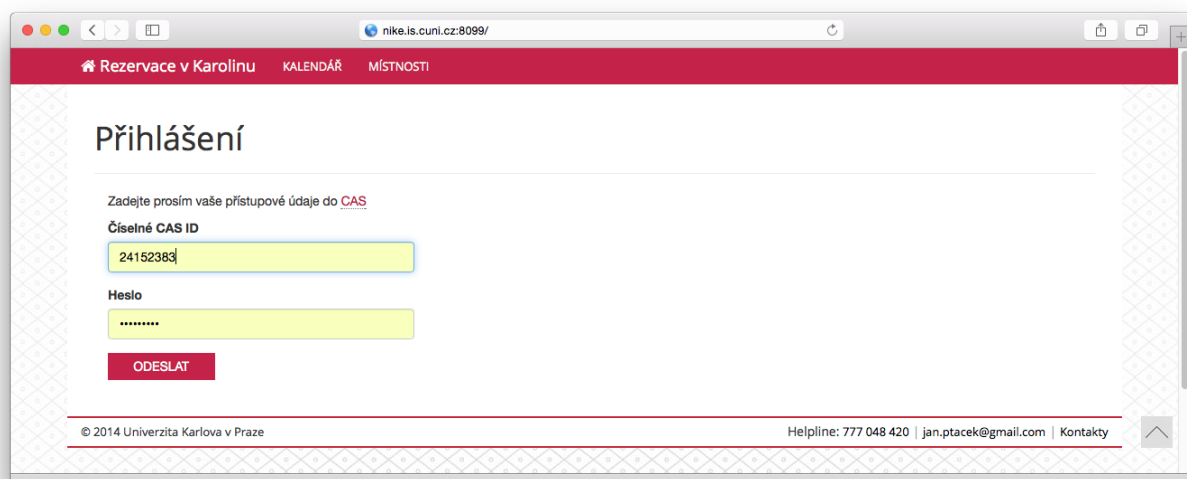 nike.is.cuni.cz:8099/
Rezervace v Karolinu KALENDÁŘ MÍSTNOSTI
Přihlášení
Zadejte prosím vaše přístupové údaje do CAS
Číselné CAS ID
24152383
Heslo
•••••••••
ODESLAT
© 2014 Univerzita Karlova v Praze
Helpline: 777 048 420 | jan.ptacek@gmail.com | Kontakty